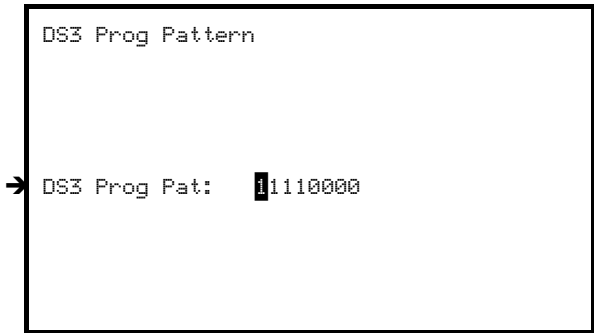 DS3 Prog Pattern
➔ DS3 Prog Pat: 11110000